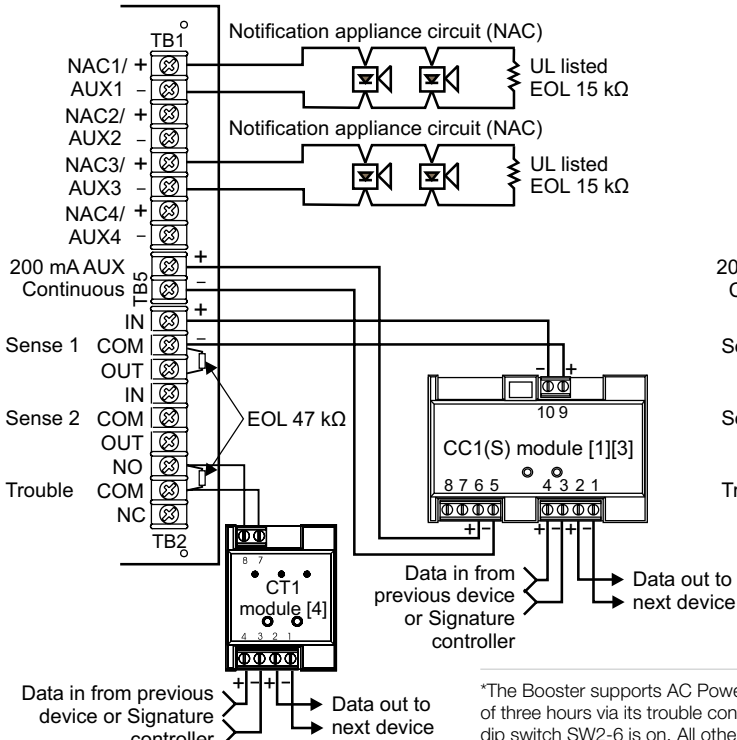 TB1
Notification appliance circuit (NAC)
NAC1/ +
AUX1 −
UL listed
EOL 15 kΩ
NAC2/ +
AUX2 −
Notification appliance circuit (NAC)
NAC3/ +
AUX3 −
UL listed
EOL 15 kΩ
NAC4/ +
AUX4 −
200 mA AUX
Continuous
TB5
+
−
+
−
IN
Sense 1 COM
OUT
IN
Sense 2 COM
OUT
EOL 47 kΩ
NO
Trouble COM
NC
TB2
− +
10 9
CC1(S) module [1][3]
8 7 6 5 4 3 2 1
+ − + − + −
Data in from
previous device
or Signature
controller
Data out to
next device
8 7
CT1
module [4]
4 3 2 1
+ − + −
Data in from previous
device or Signature
controller
Data out to
next device
20
C
Se
Se
Tr
*The Booster supports AC Powe
of three hours via its trouble con
dip switch SW2-6 is on. All othe